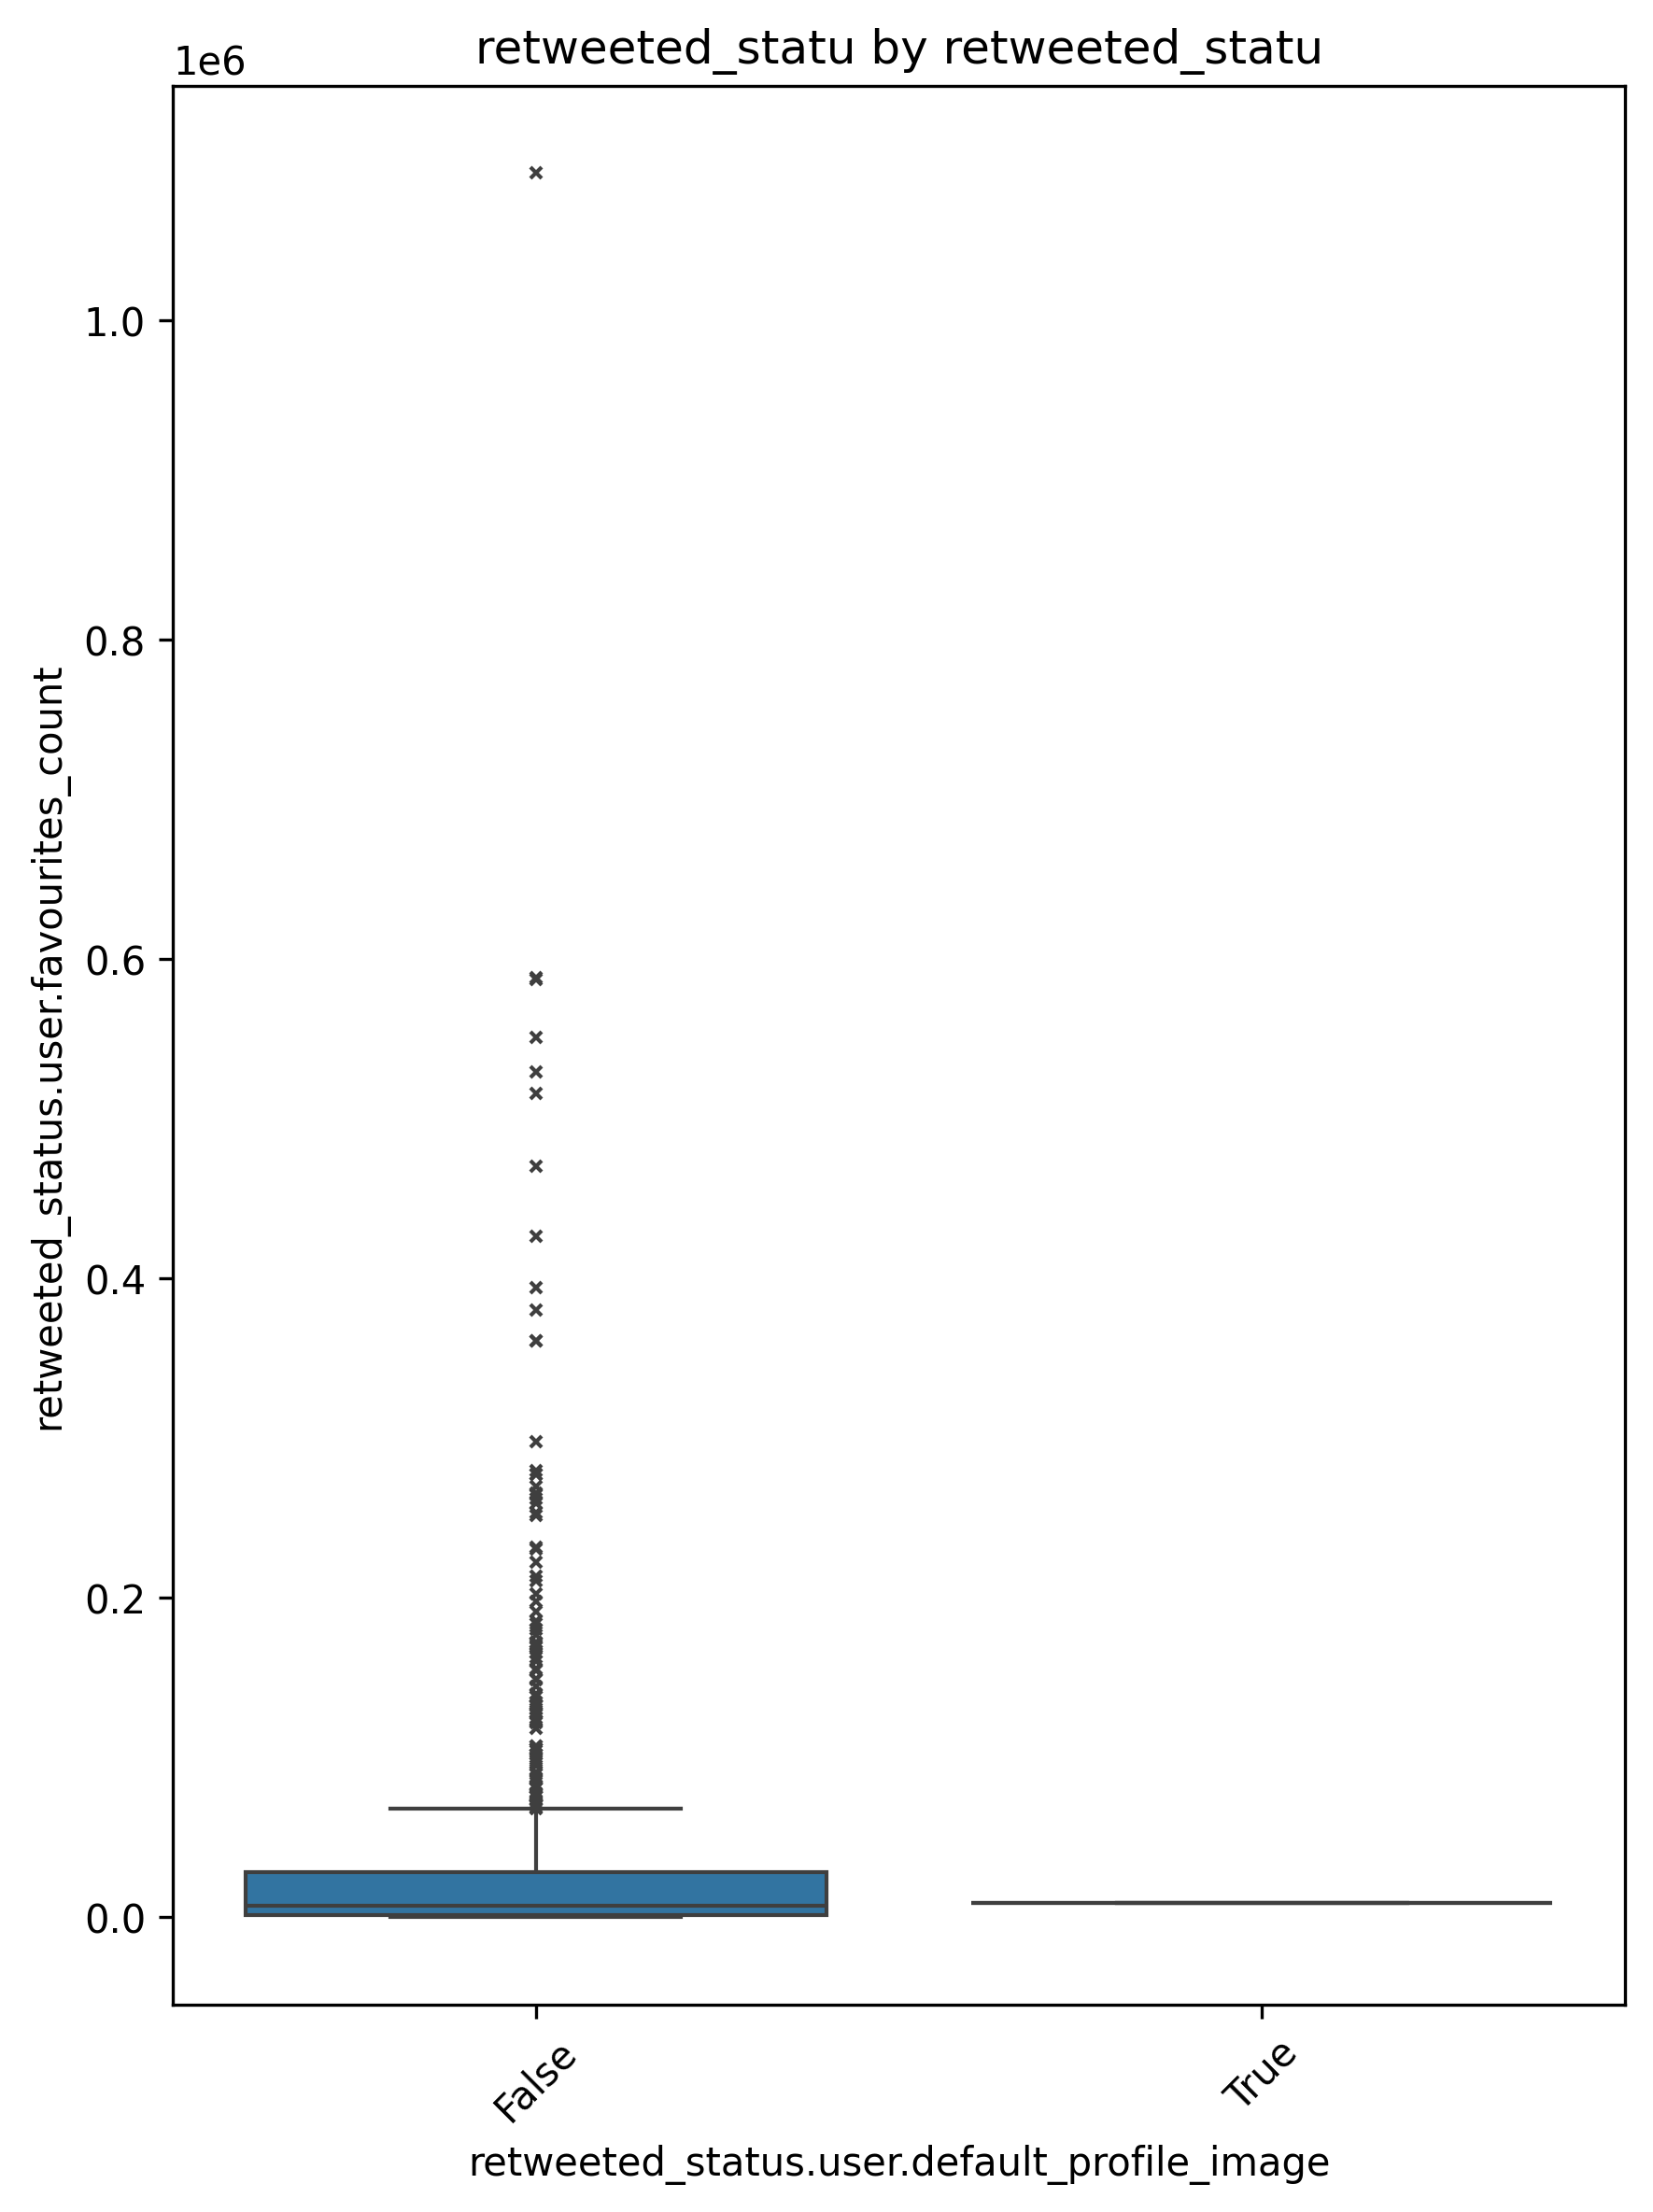 retweeted_statu by retweeted_statu
1e6
1.0
0.8
0.6
0.4
0.2
0.0
retweeted_status.user.favourites_count
False
True
retweeted_status.user.default_profile_image